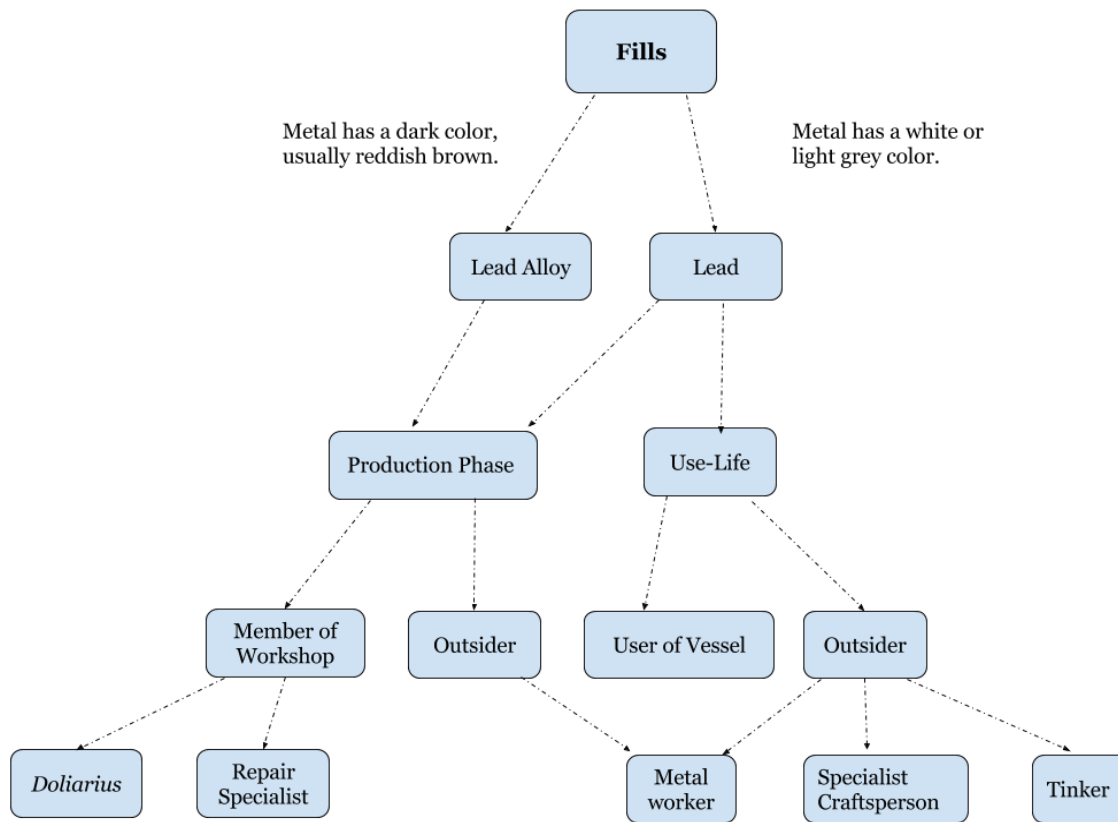 Fills
Metal has a dark color,
usually reddish brown.
Metal has a white or
light grey color.
Lead Alloy
Lead
Production Phase
Use-Life
Member of
Workshop
Outsider
User of Vessel
Outsider
Doliarius
Repair
Specialist
Metal
worker
Specialist
Craftsperson
Tinker